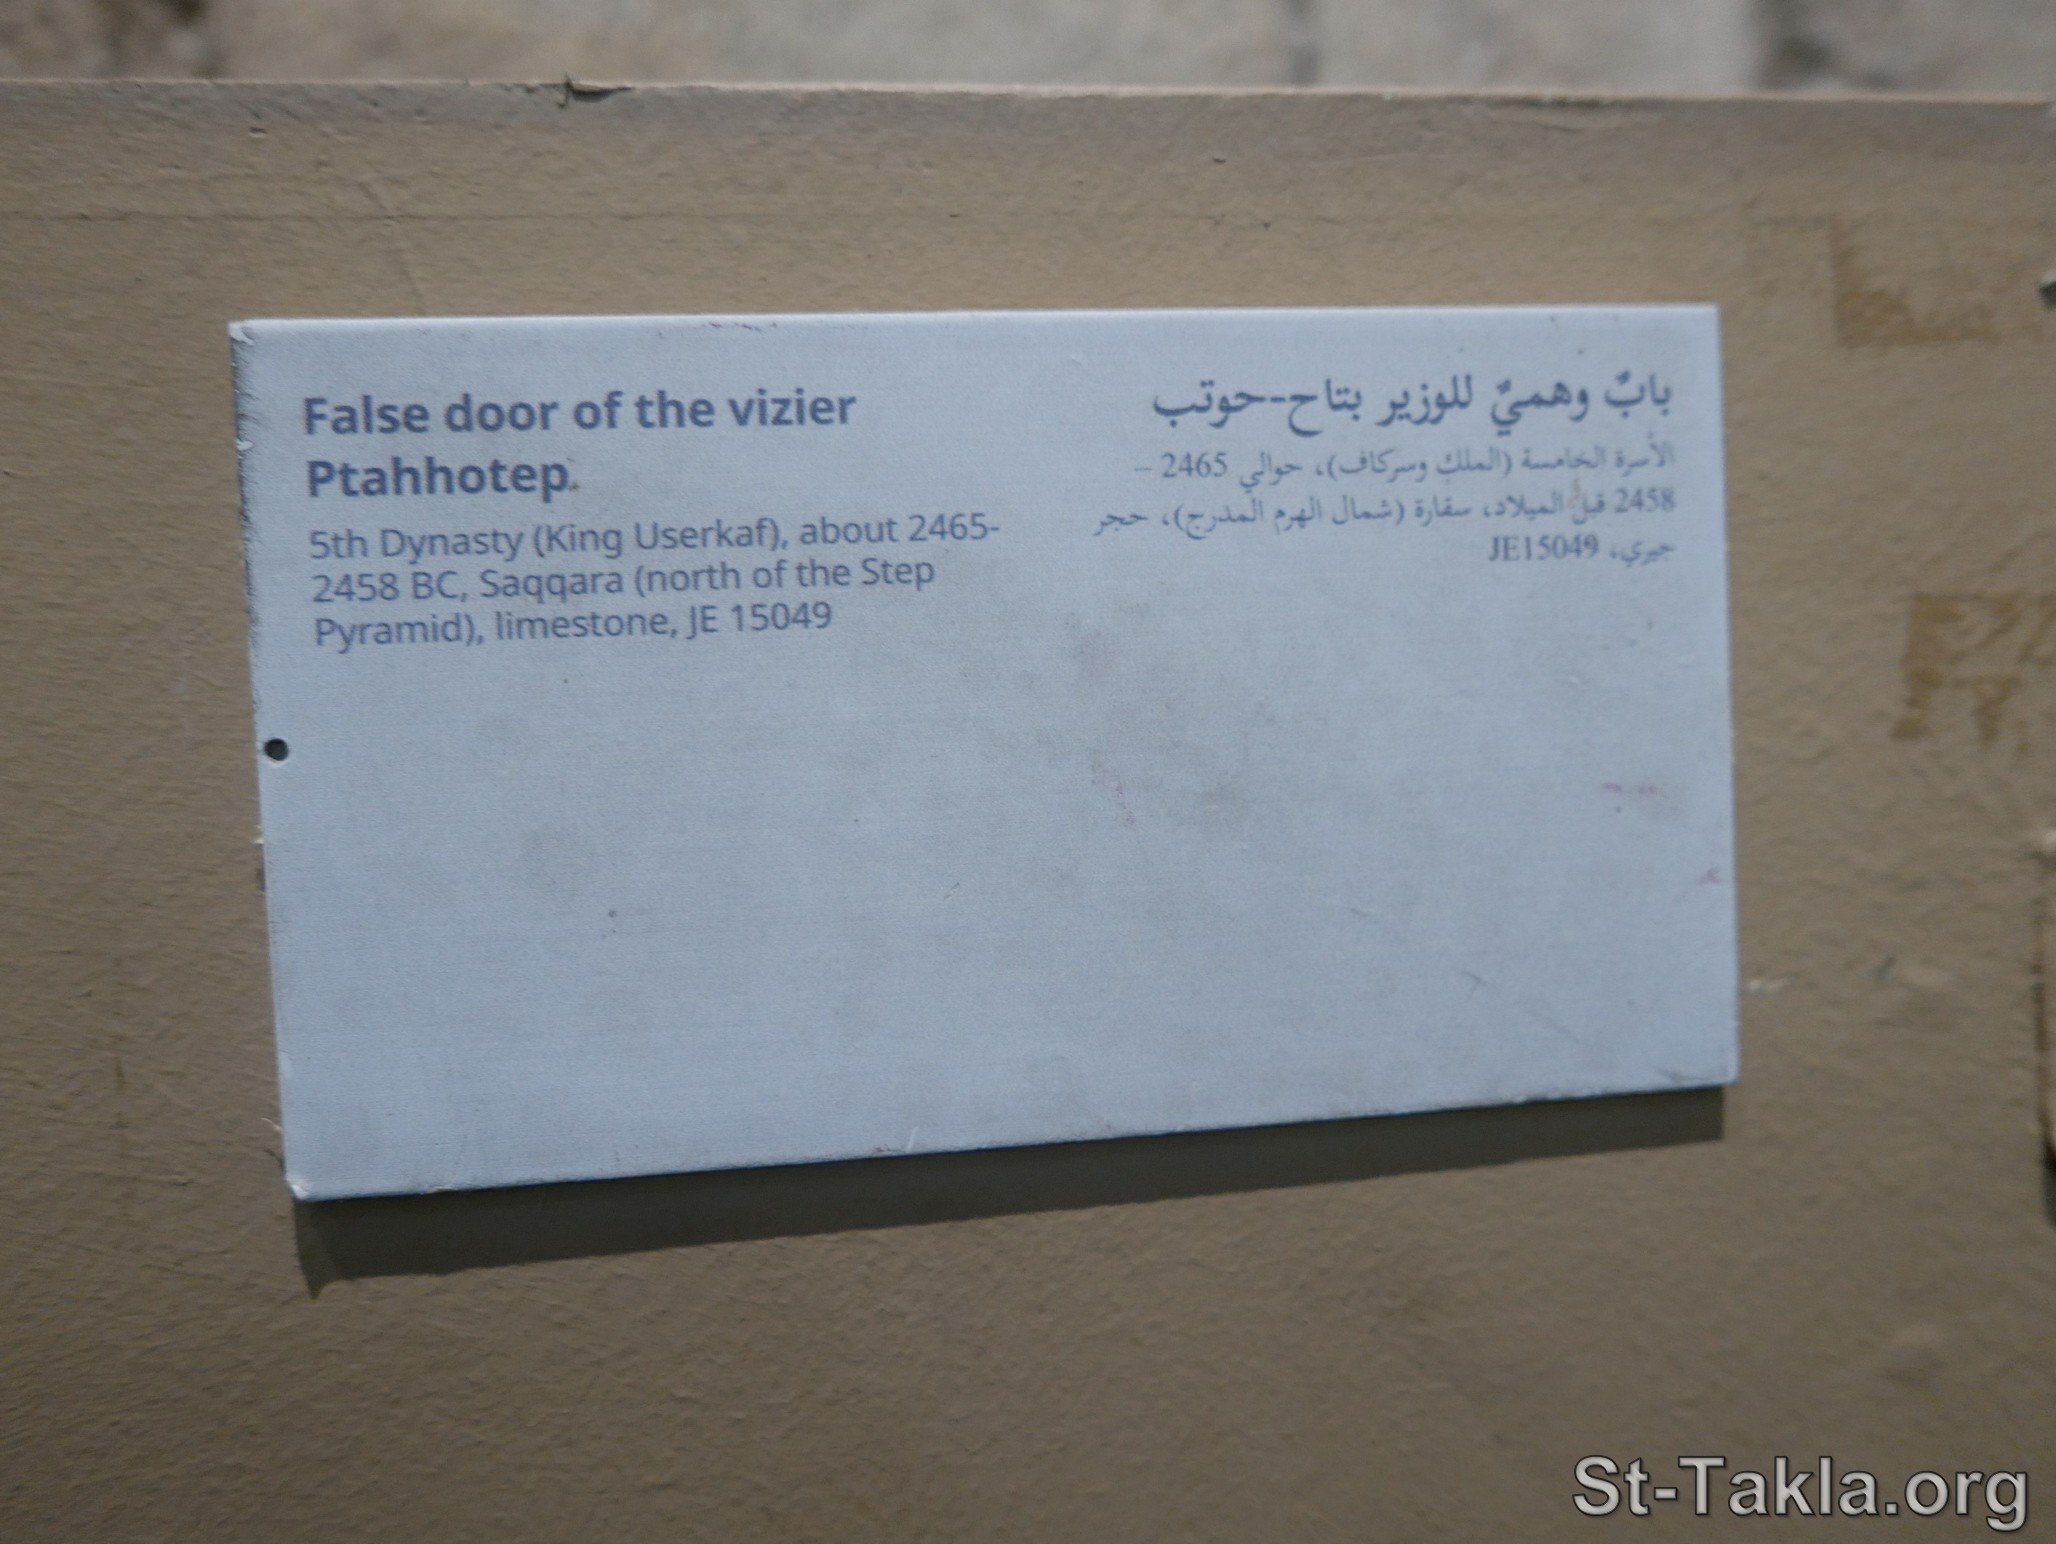 False door of the vizier
Ptahhotep
5th Dynasty (King Userkaf), about 2465-
2458 BC, Saqqara (north of the Step
Pyramid), limestone, JE 15049
بابٌ وهميٌ للوزير بتاح-حوتب
الأسرة الخامسة (الملك وسركاف)، حوالي 2465 –
2458 قبل الميلاد، سقارة (شمال الهرم المدرج)، حجر
جيري، JE15049
St-Takla.org